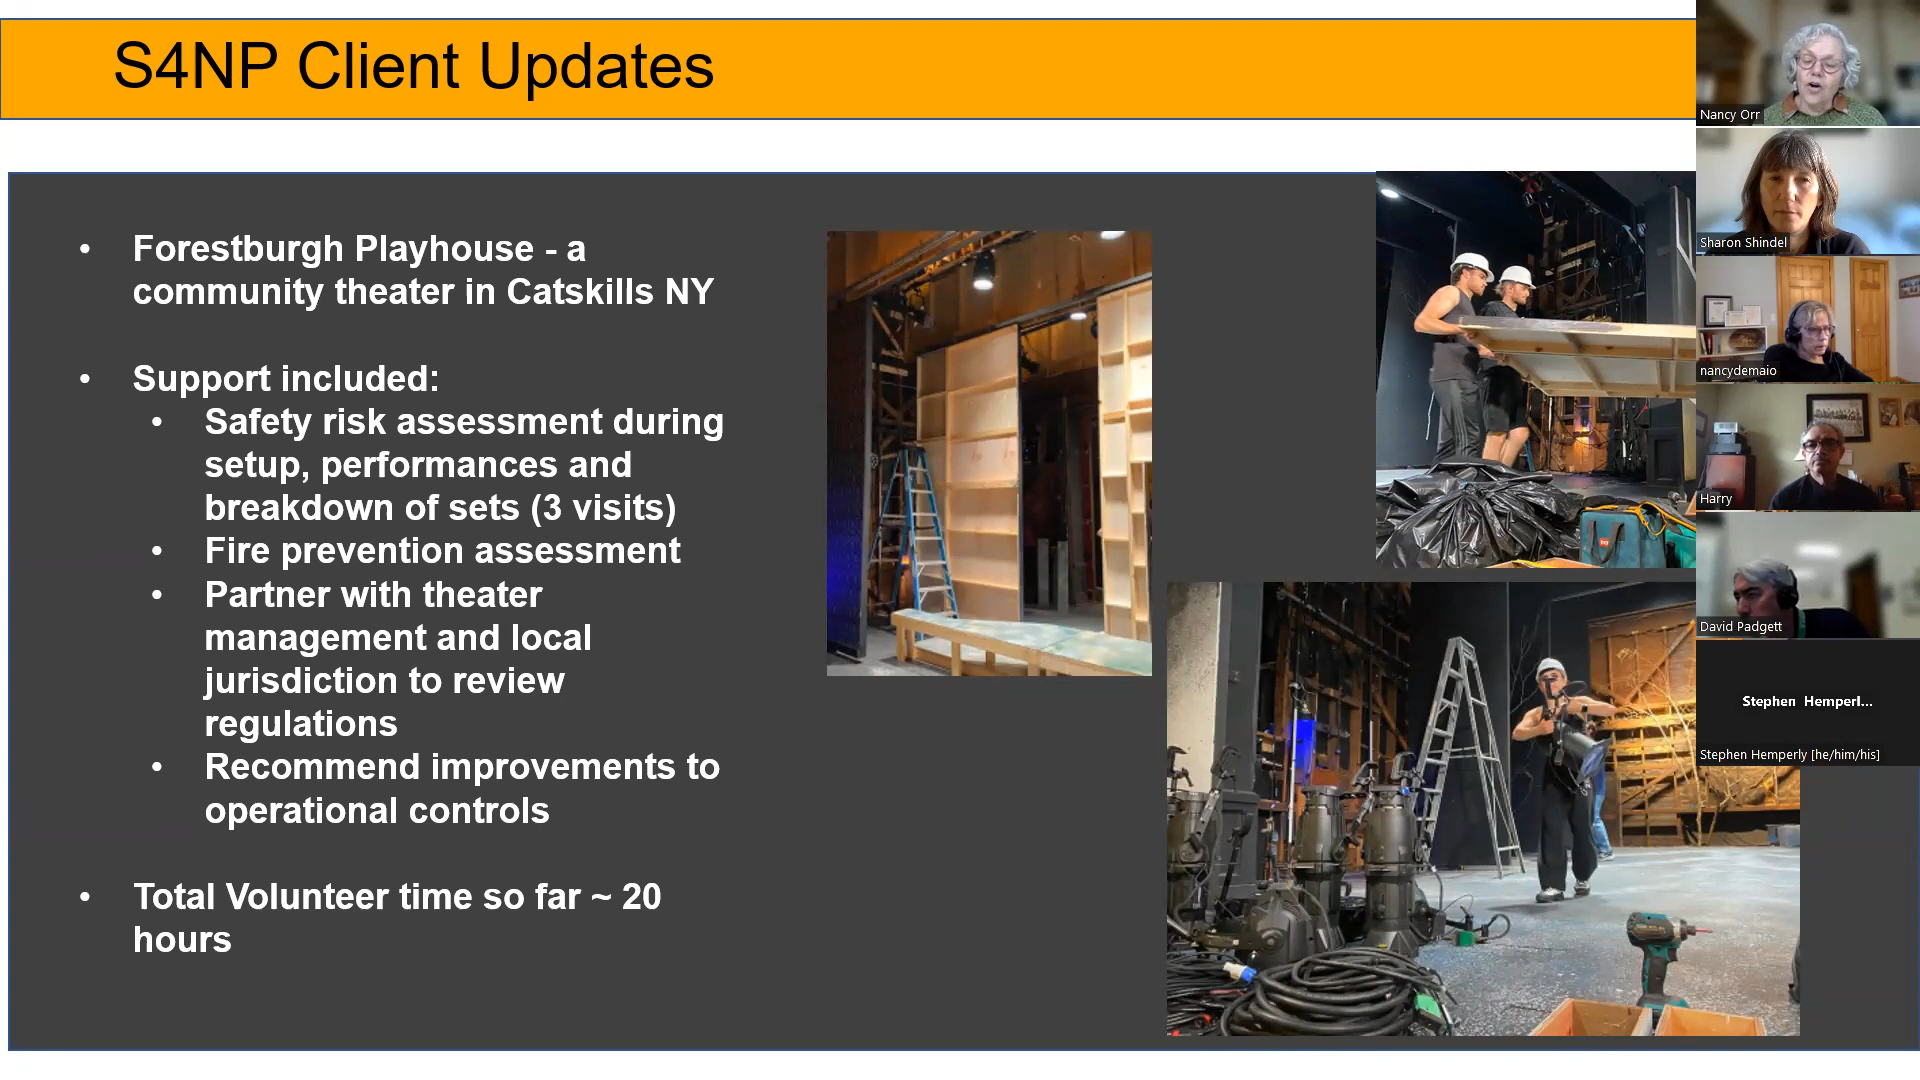 S4NP Client Updates
• Forestburgh Playhouse - a
community theater in Catskills NY
• Support included:
• Safety risk assessment during
setup, performances and
breakdown of sets (3 visits)
• Fire prevention assessment
• Partner with theater
management and local
jurisdiction to review
regulations
• Recommend improvements to
operational controls
• Total Volunteer time so far ~ 20
hours
Nancy Orr
Sharon Shindel
nancydemaio
Harry
David Padgett
Stephen Hemperl...
Stephen Hemperly [he/him/his]